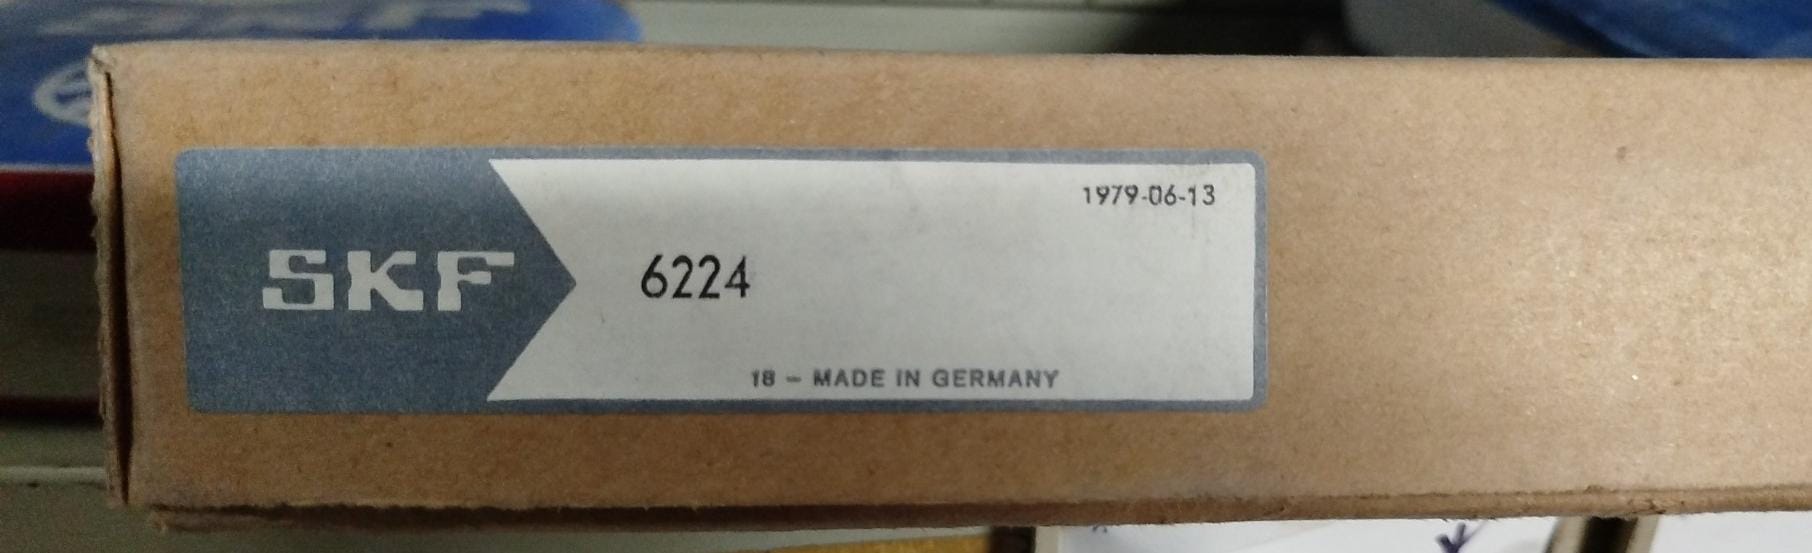 1979-06-13
SKF
6224
18 – MADE IN GERMANY